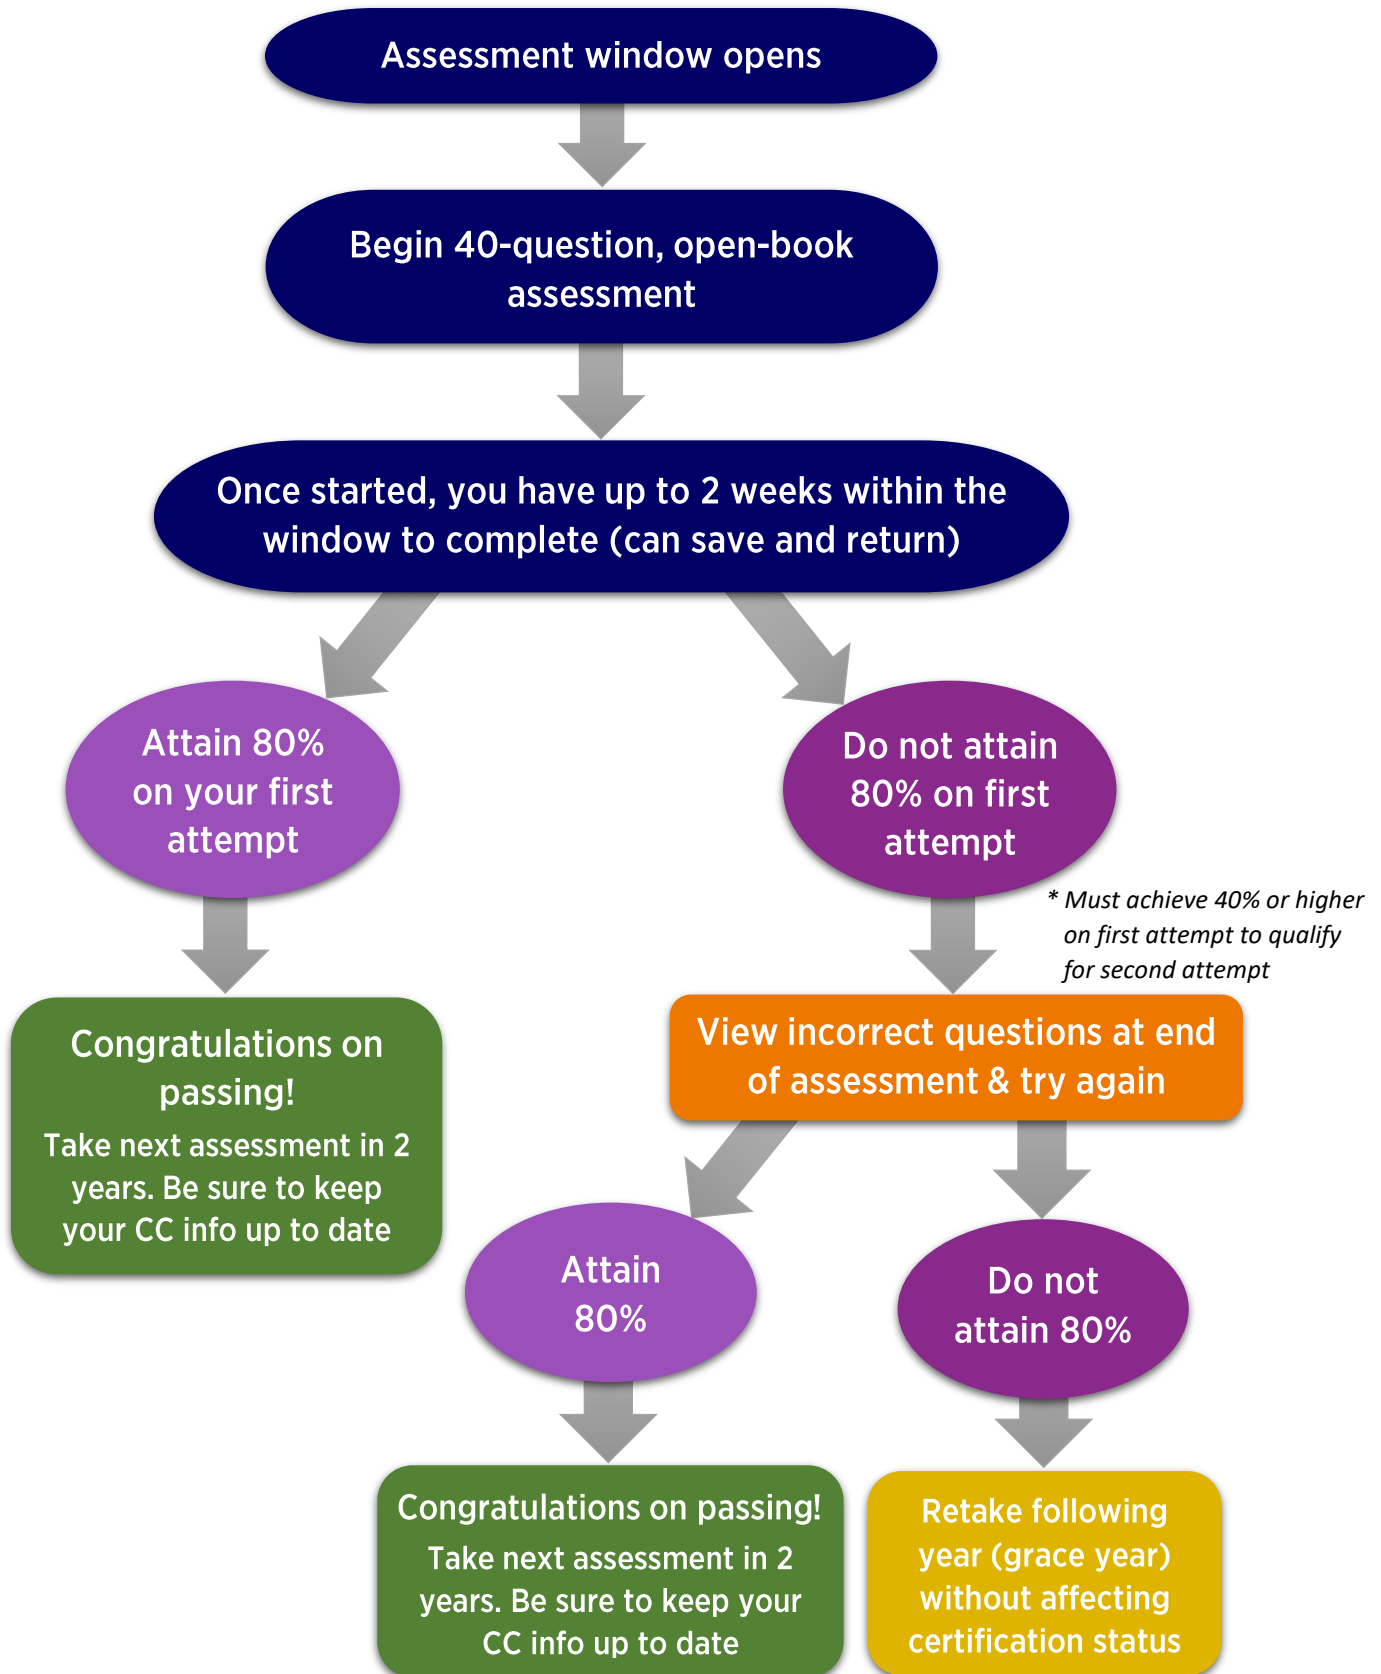 Assessment window opens
Begin 40-question, open-book
assessment
Once started, you have up to 2 weeks within the
window to complete (can save and return)
Attain 80%
on your first
attempt
Do not attain
80% on first
attempt
* Must achieve 40% or higher
on first attempt to qualify
for second attempt
Congratulations on
passing!
Take next assessment in 2
years. Be sure to keep
your CC info up to date
View incorrect questions at end
of assessment & try again
Attain
80%
Do not
attain 80%
Congratulations on passing!
Take next assessment in 2
years. Be sure to keep your
CC info up to date
Retake following
year (grace year)
without affecting
certification status